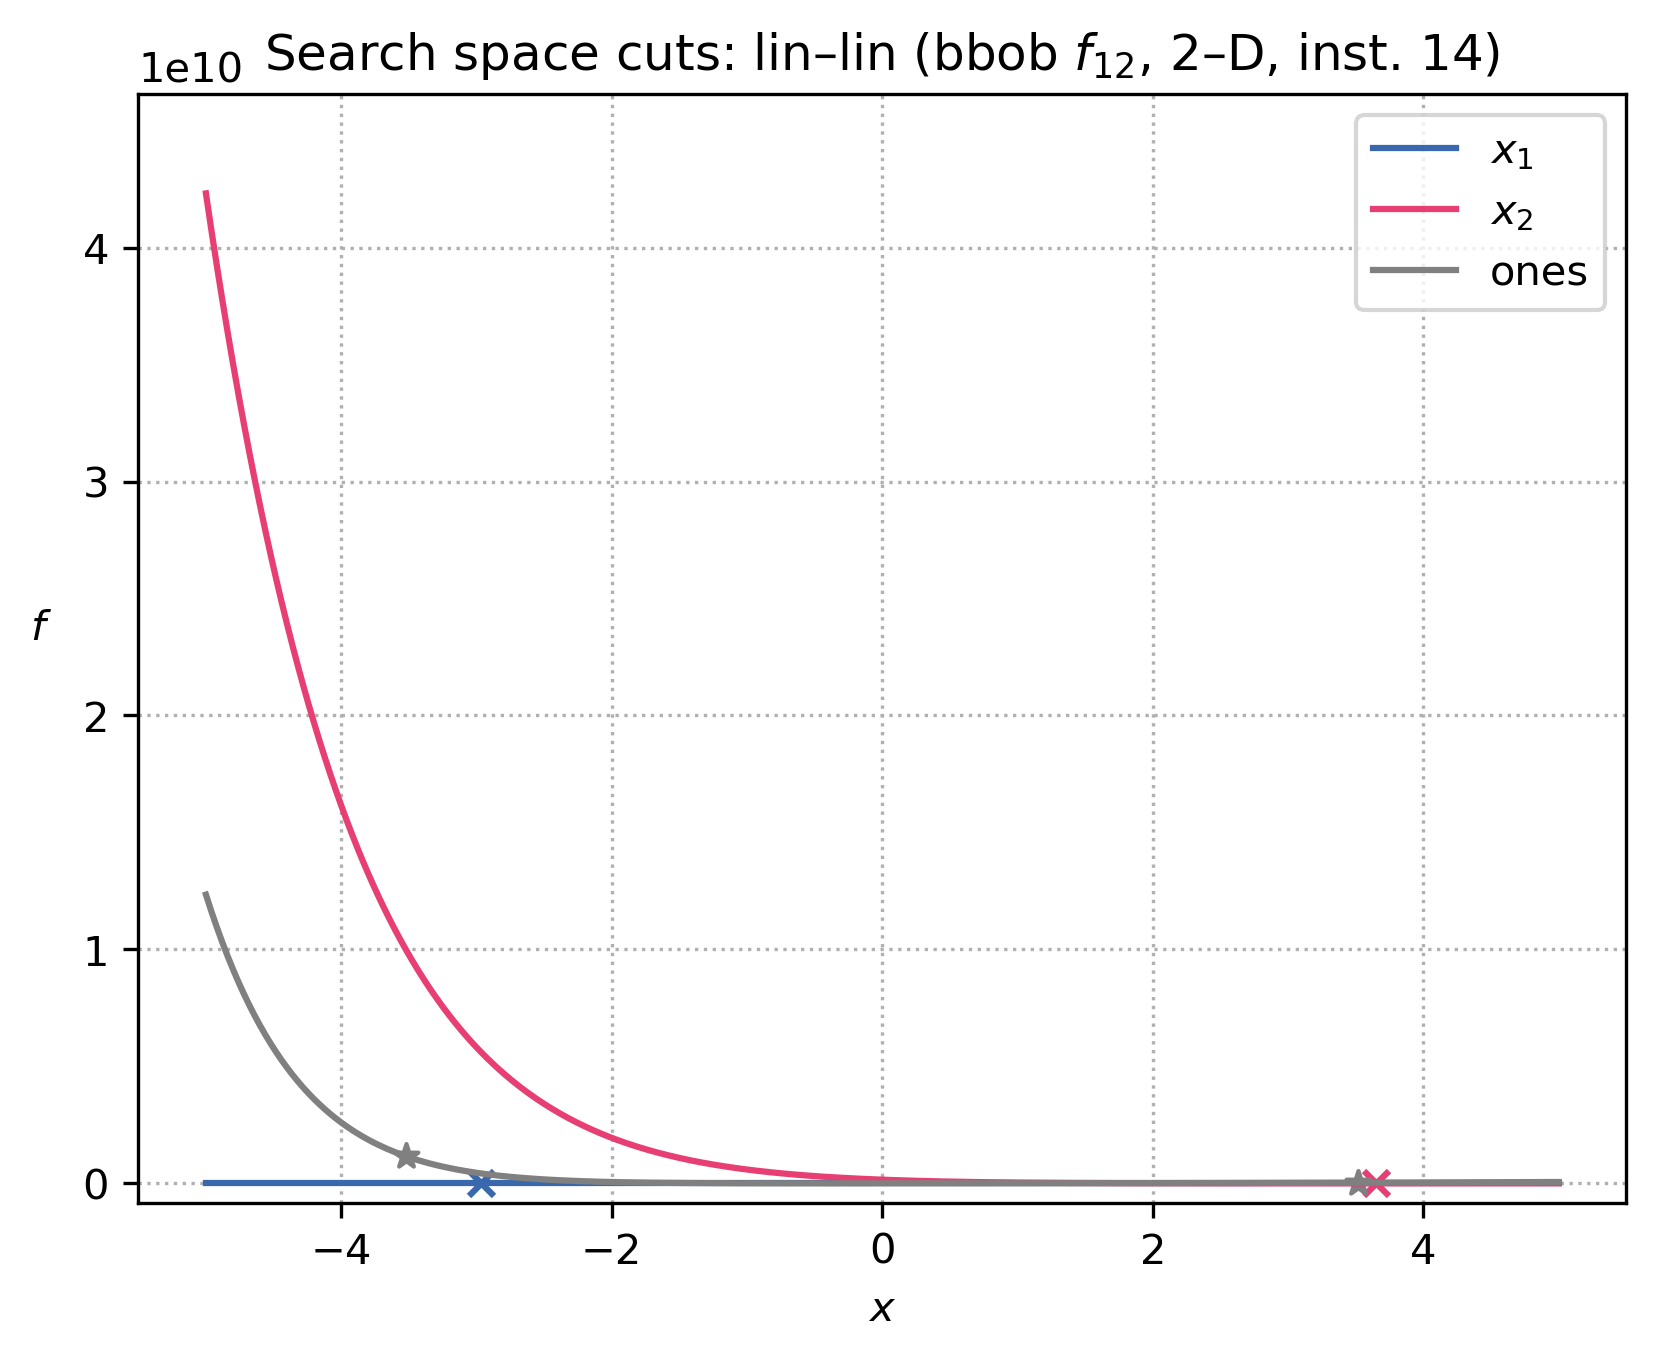 Search space cuts: lin–lin (bbob f12, 2–D, inst. 14)
1e10
x1
x2
ones
4
3
2
1
0
f
−4 −2 0 2 4
x